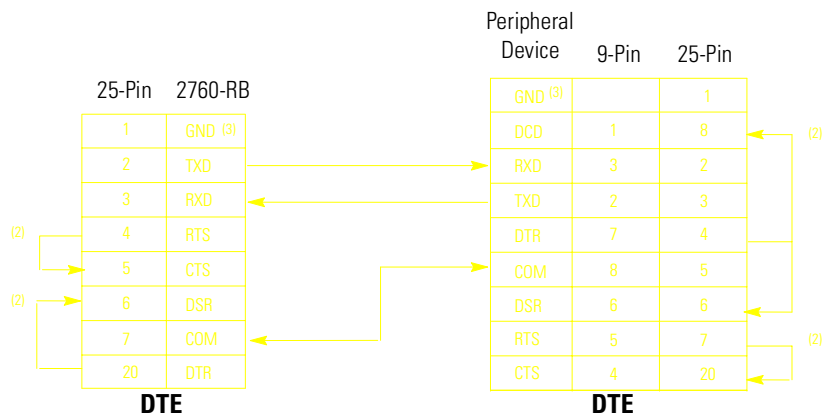 Peripheral
Device 9-Pin 25-Pin
25-Pin 2760-RB
GND (3) 1
1 GND (3) DCD 1 8 (2)
2 TXD RXD 3 2
3 RXD TXD 2 3
(2) 4 RTS DTR 7 4
5 CTS COM 8 5
(2) 6 DSR DSR 6 6
7 COM RTS 5 7 (2)
20 DTR CTS 4 20
DTE DTE